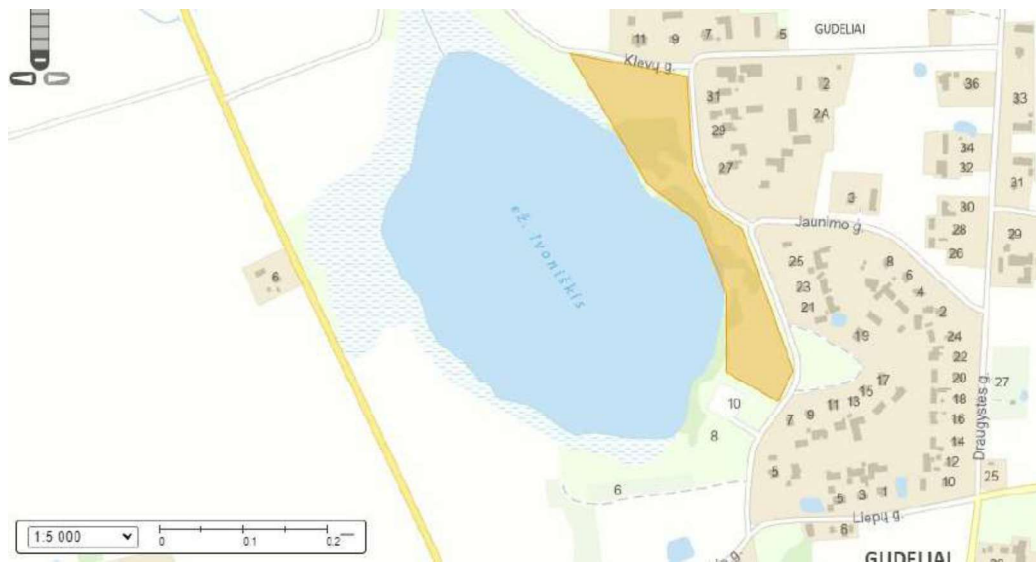 GUDELIAI
11 9 7 5
Klevų g.
31 2 36 33
2A
29
34
27 32 31
3 30
Jaunimo g. 28 29
25 8 26
6 6
23 4
21 2
ež. Ivoniškis
19 24
22
17 20 27
15 18
10 11 13 16
7 9
8 14
Draugystės g.
5 12 25
6 5 3 1 10
Liepų g.
6
1:5 000
0 0.1 0.2
GUDELIAI